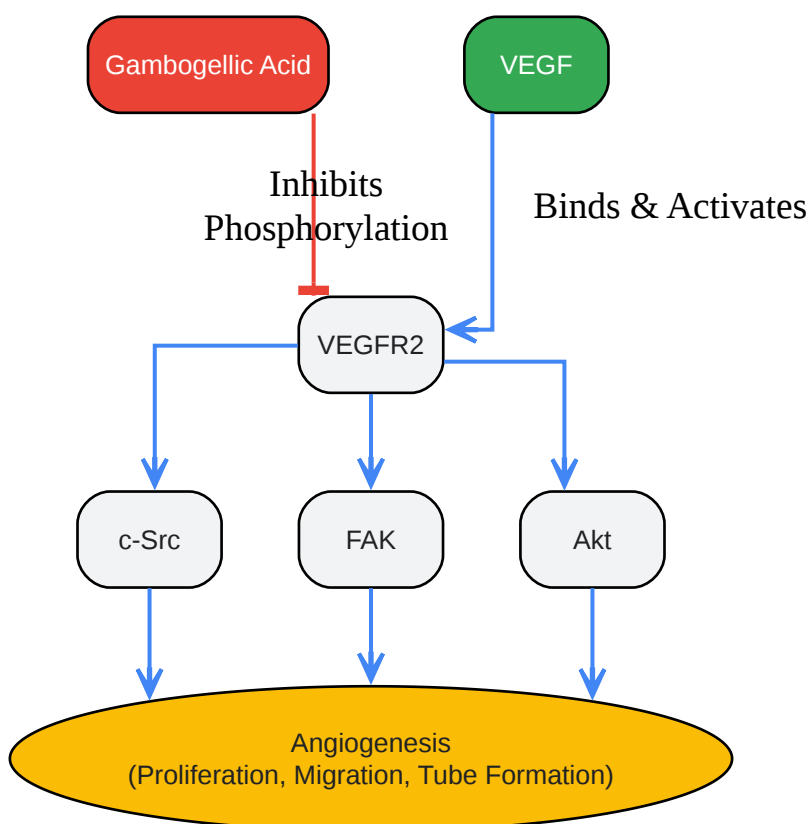 Gambogellic Acid
VEGF
Inhibits
Phosphorylation
Binds & Activates
VEGFR2
c-Src
FAK
Akt
Angiogenesis
(Proliferation, Migration, Tube Formation)